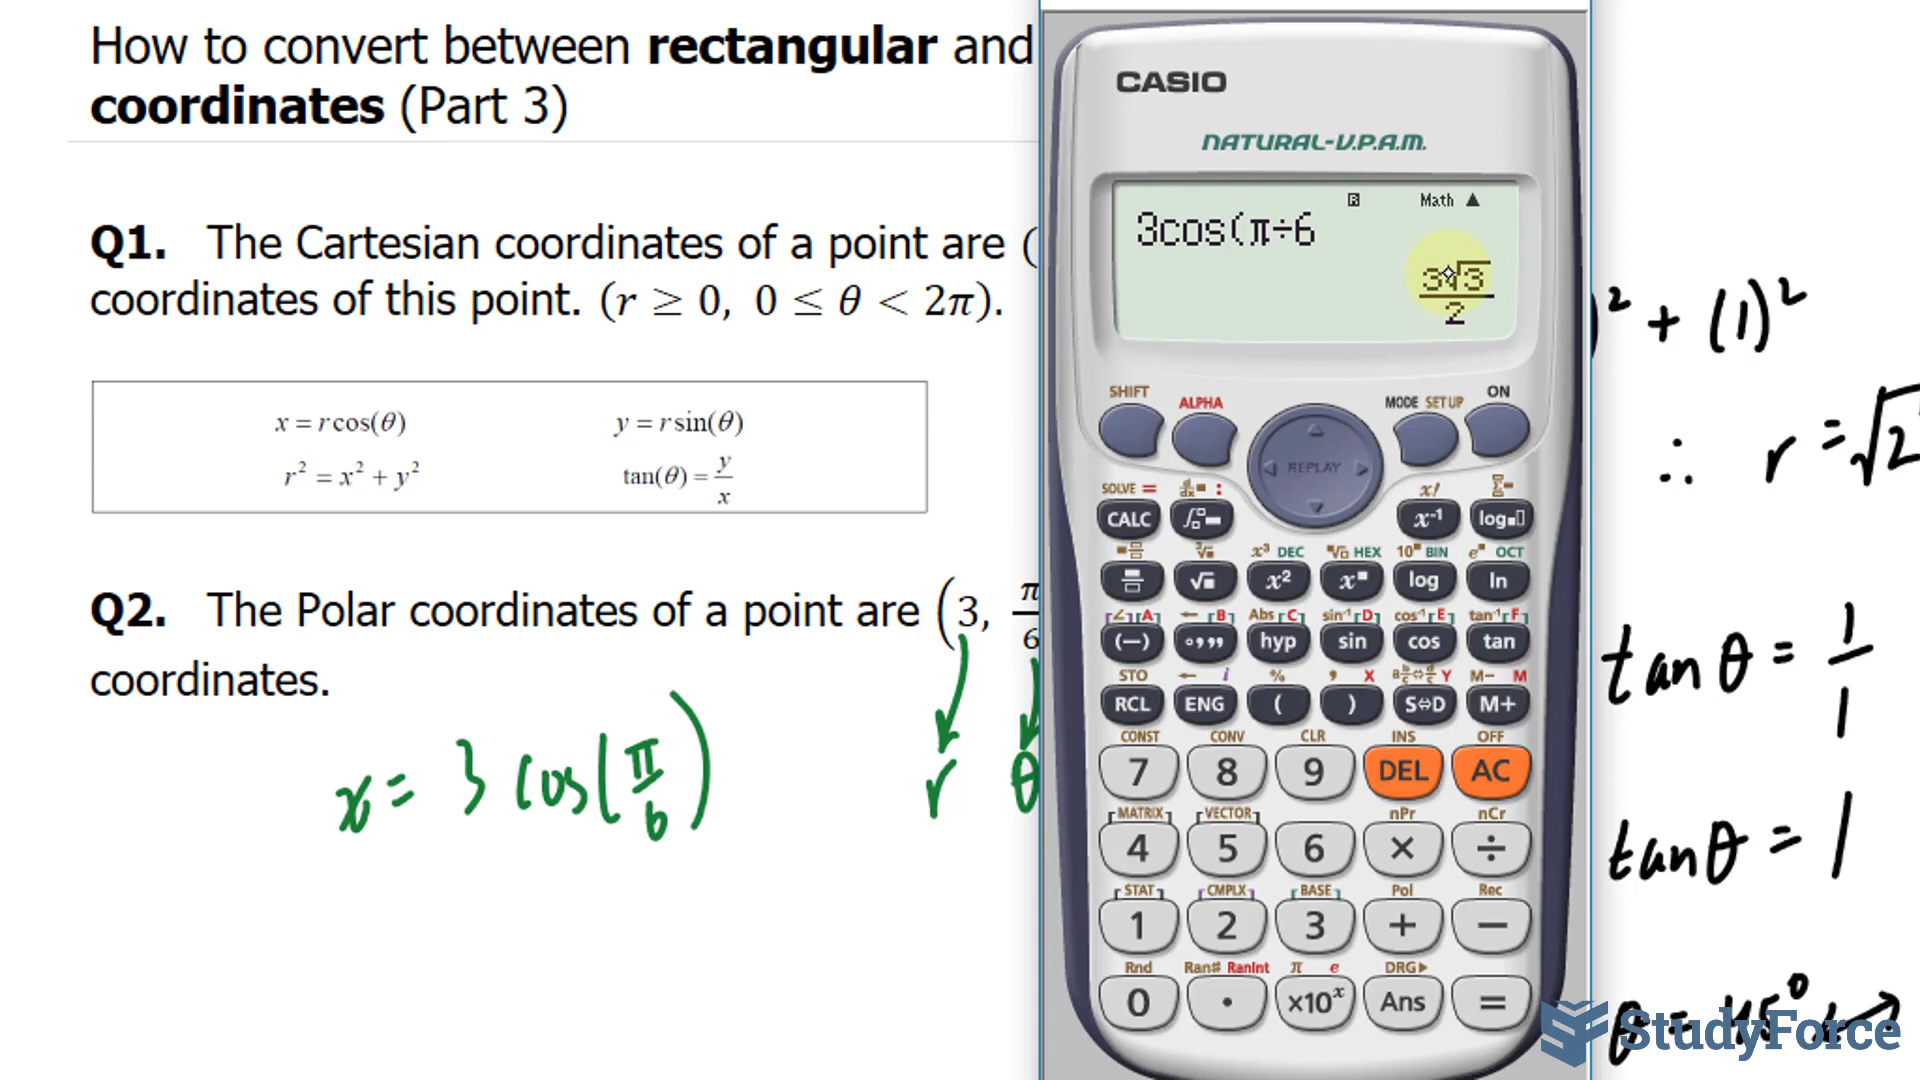 How to convert between rectangular and
coordinates (Part 3)
Q1. The Cartesian coordinates of a point are (
coordinates of this point. (r ≥ 0, 0 ≤ θ < 2π).
x = r cos(θ) y = r sin(θ)
r² = x² + y² tan(θ) = y/x
Q2. The Polar coordinates of a point are (3, π/6
coordinates.
r θ
x = 3 cos(π/6)
CASIO
NATURAL-V.P.A.M.
R Math ▲
3cos(π÷6
3√3/2
SHIFT ALPHA MODE SETUP ON
REPLAY
SOLVE = d/dx : x! Σ
CALC ∫ x⁻¹ log
³√ x³ DEC √ HEX 10 BIN e OCT
√ x² x log ln
∠ A ← B Abs C sin⁻¹ D cos⁻¹ E tan⁻¹ F
(−) °,,, hyp sin cos tan
STO ← i % , X a b/c⇔d/c Y M− M
RCL ENG ( ) S⇔D M+
CONST CONV CLR INS OFF
7 8 9 DEL AC
MATRIX VECTOR nPr nCr
4 5 6 × ÷
STAT CMPLX BASE Pol Rec
1 2 3 + −
Rnd Ran# RanInt π e DRG▶
0 . ×10ˣ Ans =
)² + (1)²
∴ r = √2
tan θ = 1/1
tan θ = 1
θ = 45°
StudyForce